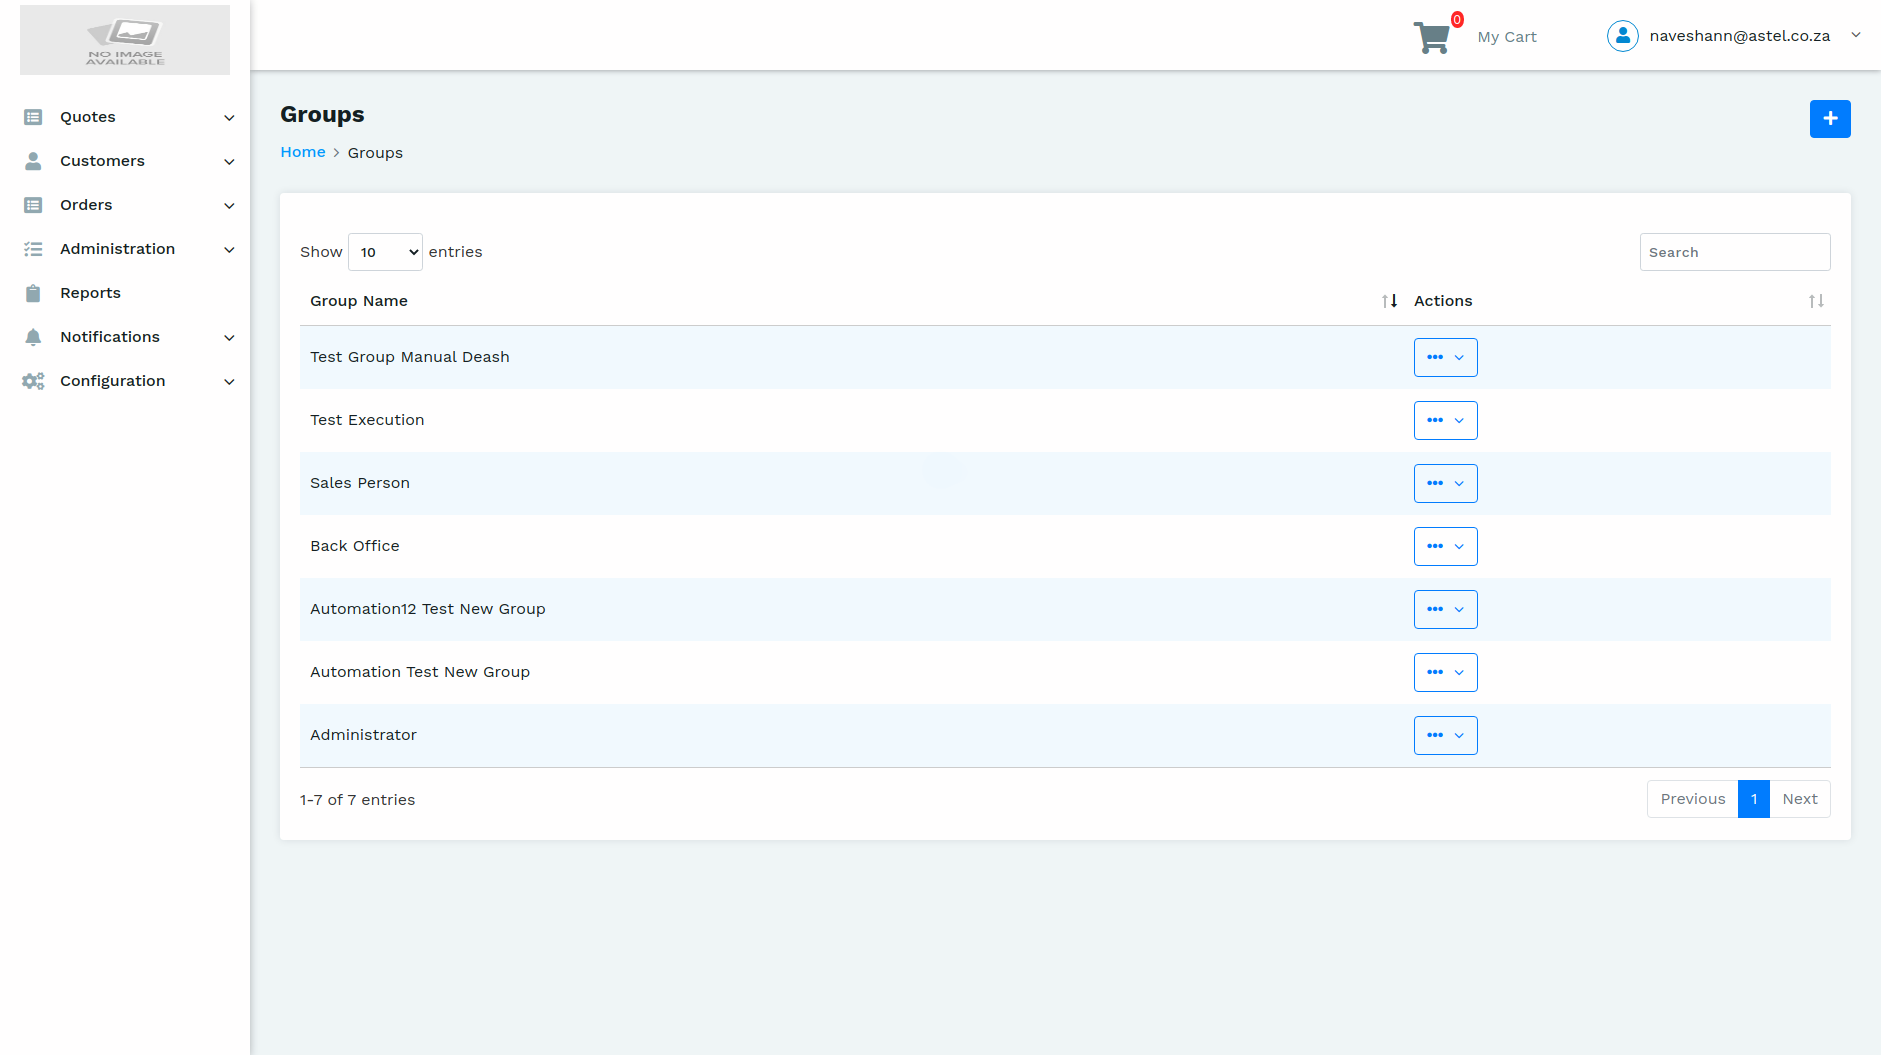 NO IMAGE
AVAILABLE
0
My Cart
naveshann@astel.co.za
Quotes
Customers
Orders
Administration
Reports
Notifications
Configuration
Groups
Home > Groups
Show 10 entries
Search
Group Name
Actions
Test Group Manual Deash
Test Execution
Sales Person
Back Office
Automation12 Test New Group
Automation Test New Group
Administrator
1-7 of 7 entries
Previous 1 Next